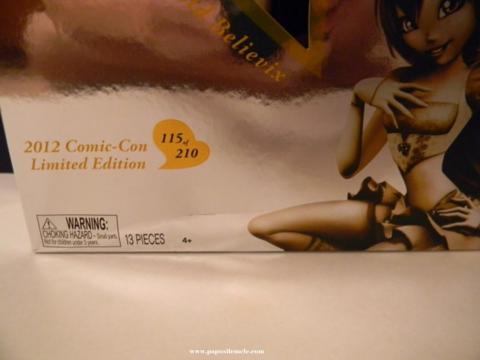 Believix
2012 Comic-Con
Limited Edition
115 of
210
WARNING:
CHOKING HAZARD - Small parts.
Not for children under 3 years.
13 PIECES
4+